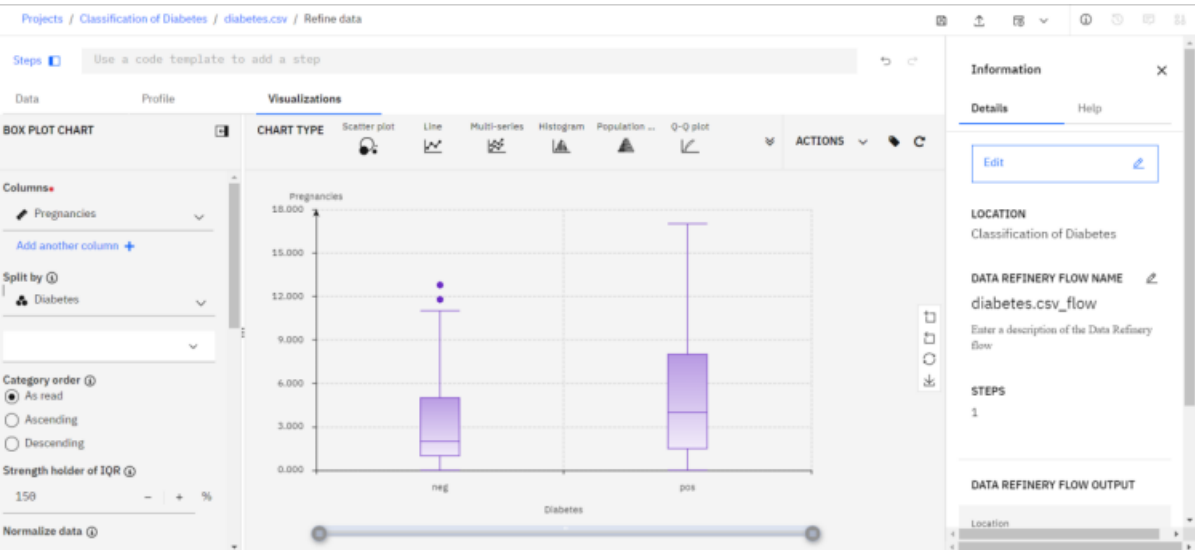 Projects / Classification of Diabetes / diabetes.csv / Refine data
Steps
Use a code template to add a step
Data
Profile
Visualizations
BOX PLOT CHART
Columns
Pregnancies
Add another column +
Split by
Diabetes
Category order
As read
Ascending
Descending
Strength holder of IQR
150
- + %
Normalize data
CHART TYPE
Scatter plot
Line
Multi-series
Histogram
Population ...
Q-Q plot
ACTIONS
Pregnancies
18.000
15.000
12.000
9.000
6.000
3.000
0.000
neg
pos
Diabetes
Information
Details
Help
Edit
LOCATION
Classification of Diabetes
DATA REFINERY FLOW NAME
diabetes.csv_flow
Enter a description of the Data Refinery
flow
STEPS
1
DATA REFINERY FLOW OUTPUT
Location